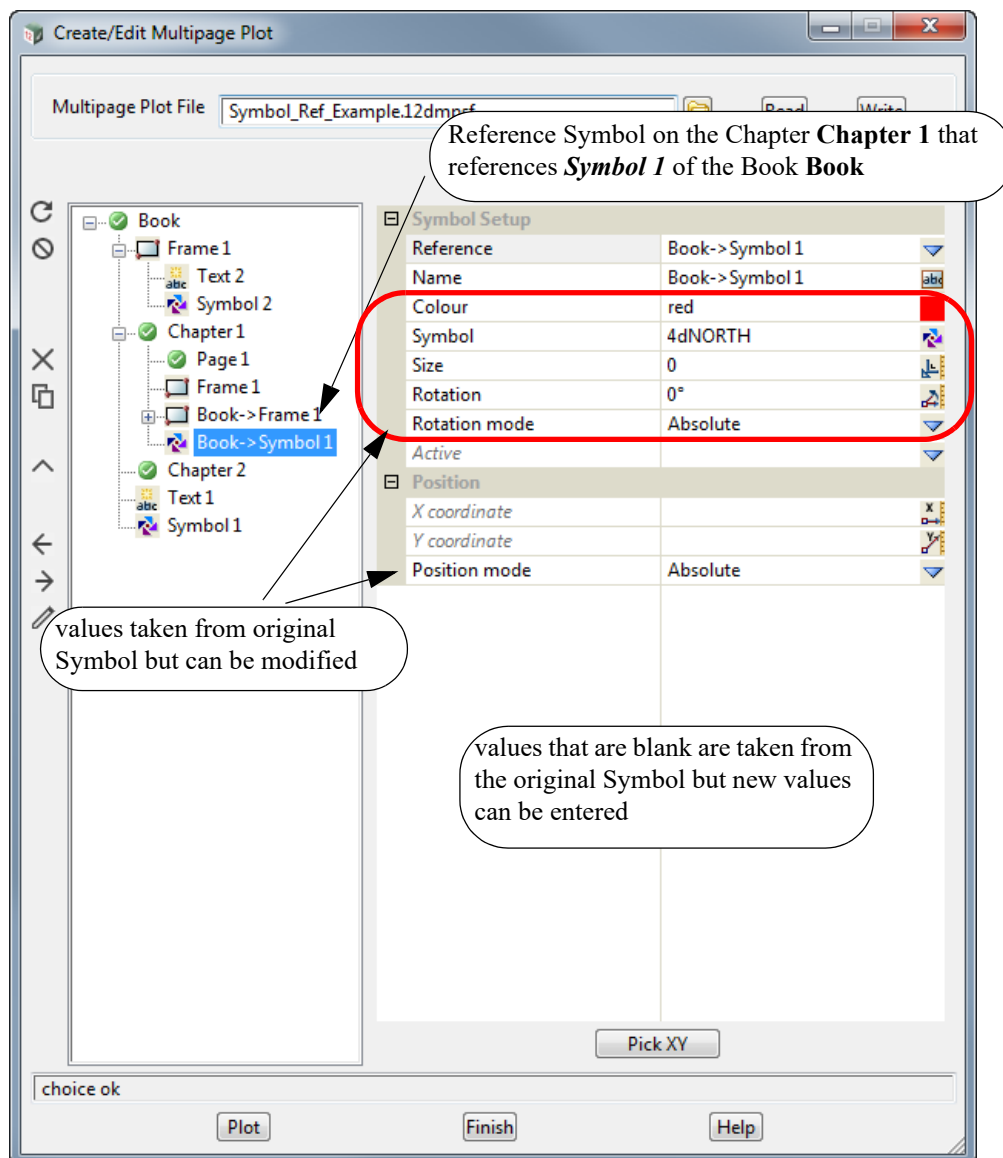 Create/Edit Multipage Plot
Multipage Plot File
Symbol_Ref_Example.12dmpsf
Read
Write
Reference Symbol on the Chapter Chapter 1 that
references Symbol 1 of the Book Book
Book
Frame 1
abc Text 2
Symbol 2
Chapter 1
Page 1
Frame 1
Book->Frame 1
Book->Symbol 1
Chapter 2
abc Text 1
Symbol 1
Symbol Setup
Reference Book->Symbol 1
Name Book->Symbol 1 abc
Colour red
Symbol 4dNORTH
Size 0
Rotation 0°
Rotation mode Absolute
Active
Position
X coordinate X
Y coordinate Y
Position mode Absolute
values taken from original
Symbol but can be modified
values that are blank are taken from
the original Symbol but new values
can be entered
Pick XY
choice ok
Plot Finish Help